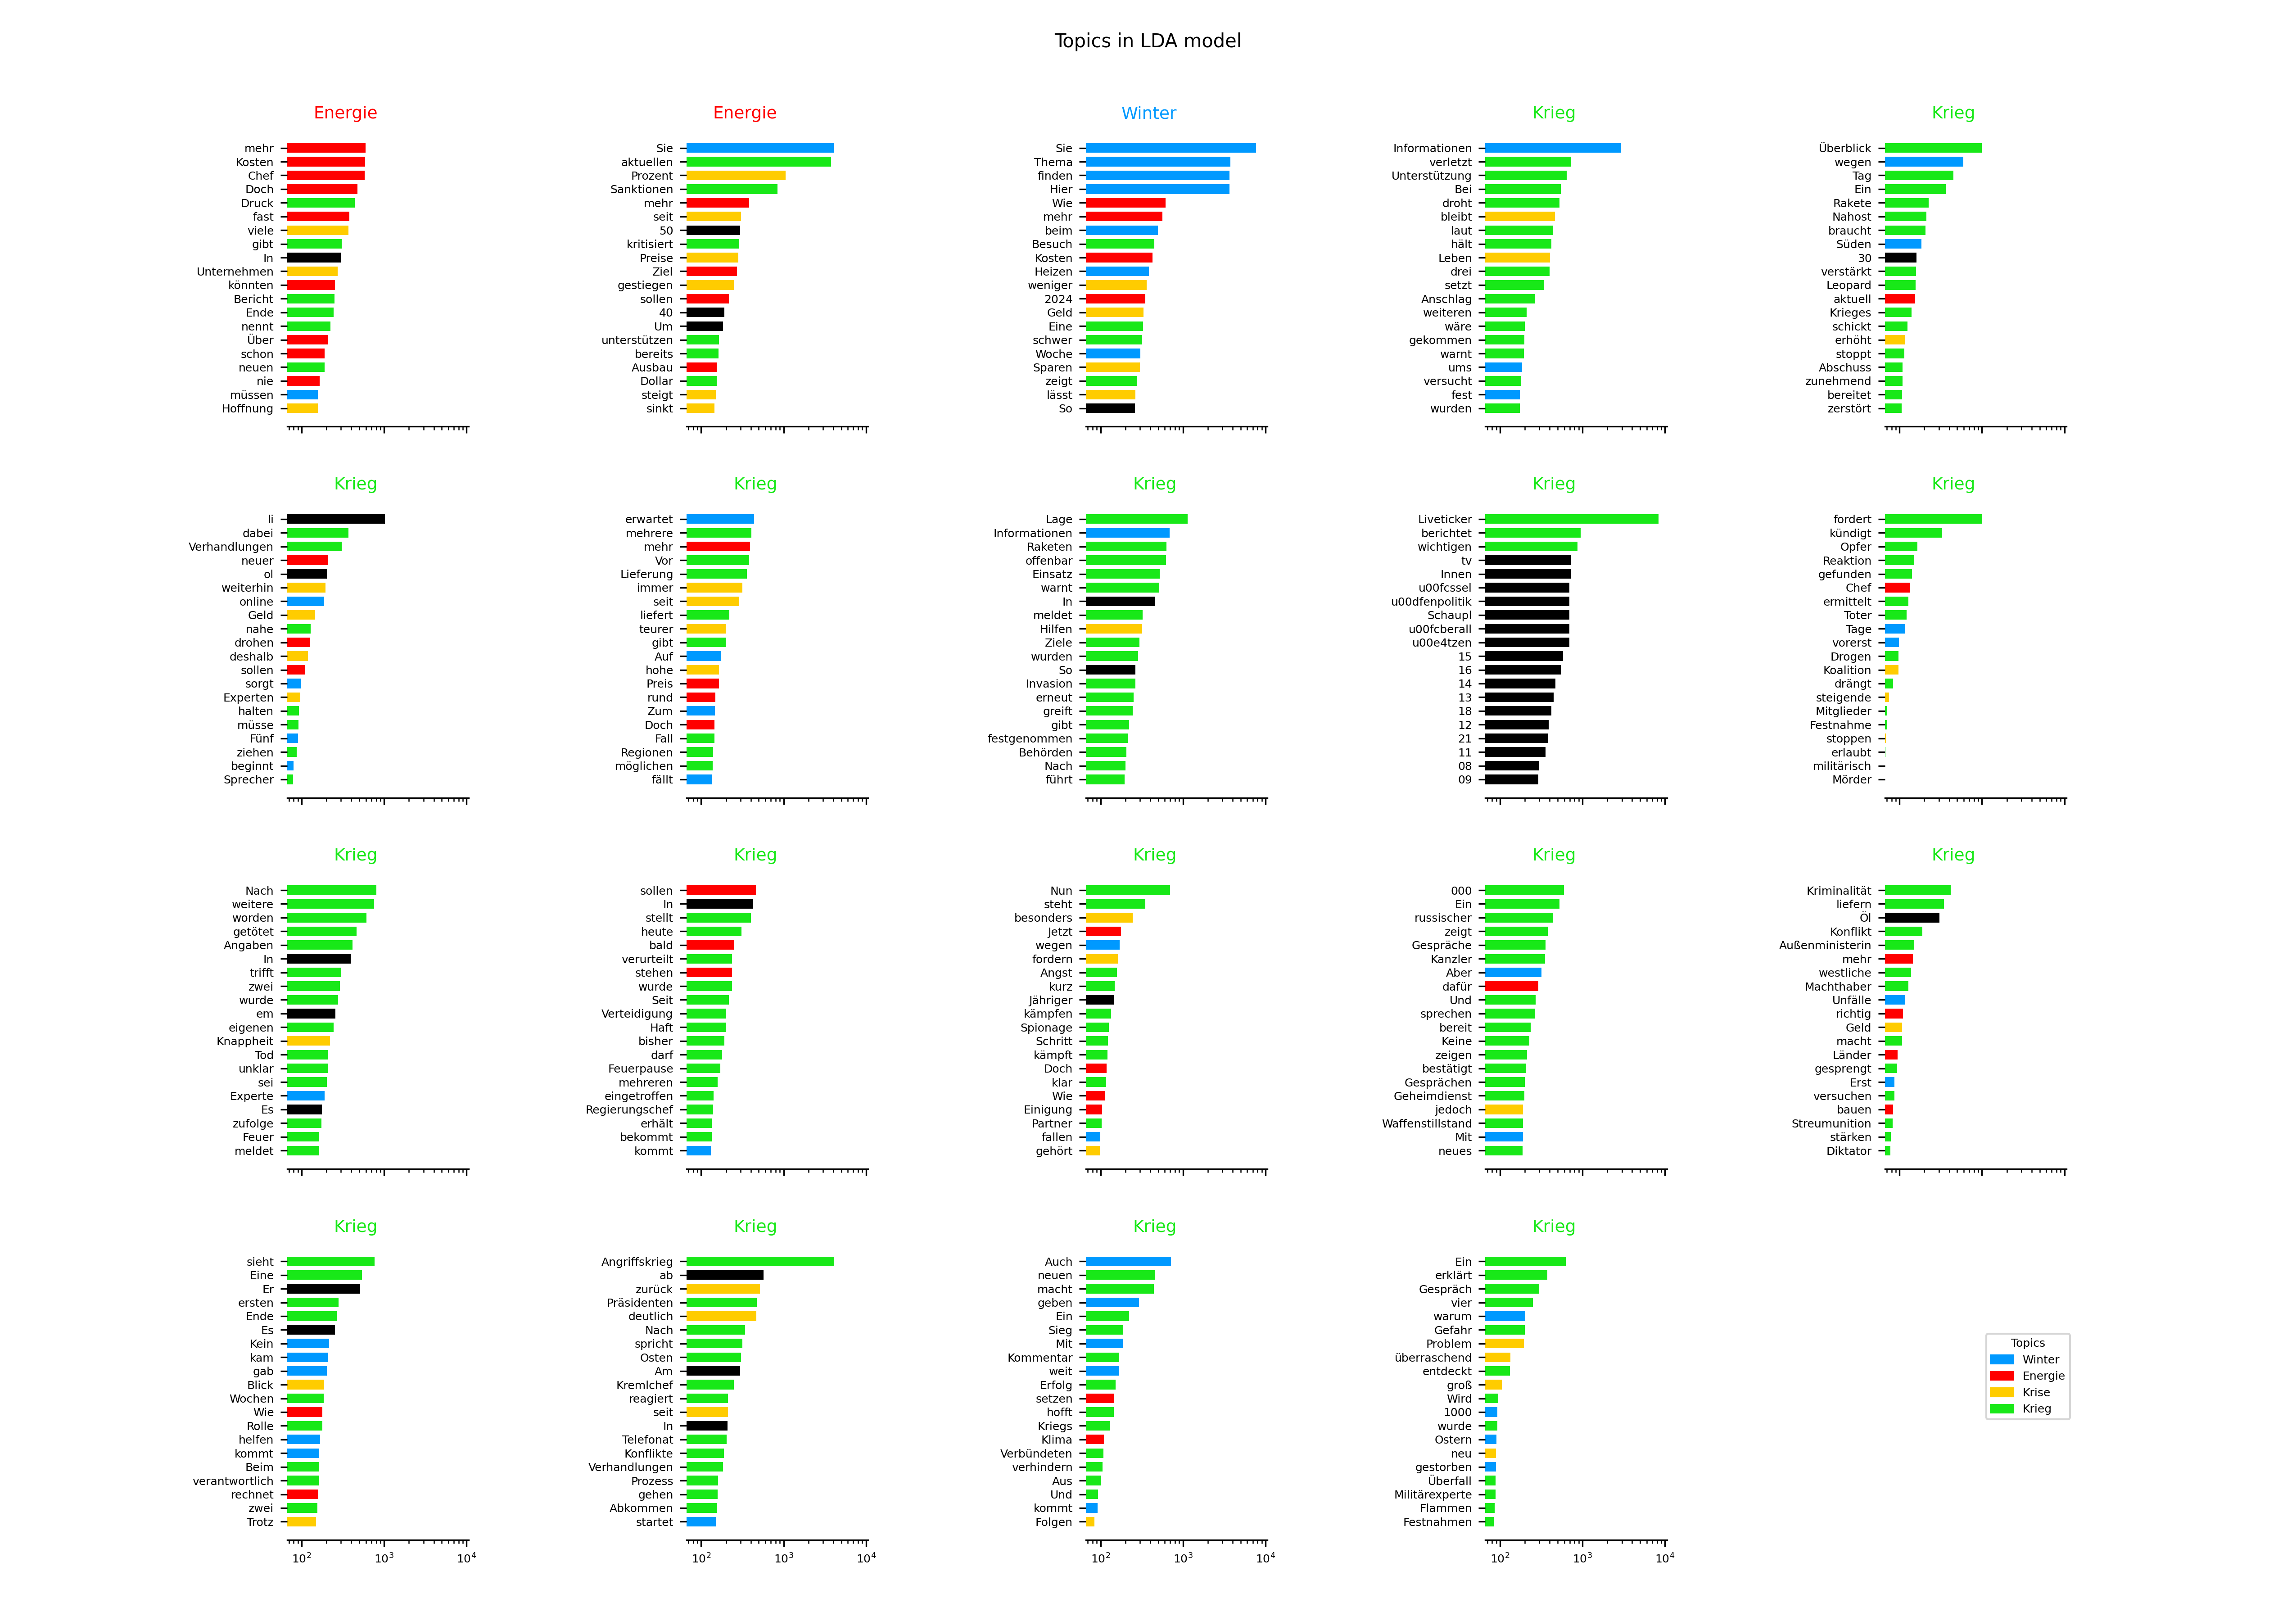 Topics in LDA model
Energie
mehr
Kosten
Chef
Doch
Druck
fast
viele
gibt
In
Unternehmen
könnten
Bericht
Ende
nennt
Über
schon
neuen
nie
müssen
Hoffnung
Energie
Sie
aktuellen
Prozent
Sanktionen
mehr
seit
50
kritisiert
Preise
Ziel
gestiegen
sollen
40
Um
unterstützen
bereits
Ausbau
Dollar
steigt
sinkt
Winter
Sie
Thema
finden
Hier
Wie
mehr
beim
Besuch
Kosten
Heizen
weniger
2024
Geld
Eine
schwer
Woche
Sparen
zeigt
lässt
So
Krieg
Informationen
verletzt
Unterstützung
Bei
droht
bleibt
laut
hält
Leben
drei
setzt
Anschlag
weiteren
wäre
gekommen
warnt
ums
versucht
fest
wurden
Krieg
Überblick
wegen
Tag
Ein
Rakete
Nahost
braucht
Süden
30
verstärkt
Leopard
aktuell
Krieges
schickt
erhöht
stoppt
Abschuss
zunehmend
bereitet
zerstört
Krieg
li
dabei
Verhandlungen
neuer
ol
weiterhin
online
Geld
nahe
drohen
deshalb
sollen
sorgt
Experten
halten
müsse
Fünf
ziehen
beginnt
Sprecher
Krieg
erwartet
mehrere
mehr
Vor
Lieferung
immer
seit
liefert
teurer
gibt
Auf
hohe
Preis
rund
Zum
Doch
Fall
Regionen
möglichen
fällt
Krieg
Lage
Informationen
Raketen
offenbar
Einsatz
warnt
In
meldet
Hilfen
Ziele
wurden
So
Invasion
erneut
greift
gibt
festgenommen
Behörden
Nach
führt
Krieg
Liveticker
berichtet
wichtigen
tv
Innen
u00fcssel
u00dfenpolitik
Schaupl
u00fcberall
u00e4tzen
15
16
14
13
18
12
21
11
08
09
Krieg
fordert
kündigt
Opfer
Reaktion
gefunden
Chef
ermittelt
Toter
Tage
vorerst
Drogen
Koalition
drängt
steigende
Mitglieder
Festnahme
stoppen
erlaubt
militärisch
Mörder
Krieg
Nach
weitere
worden
getötet
Angaben
In
trifft
zwei
wurde
em
eigenen
Knappheit
Tod
unklar
sei
Experte
Es
zufolge
Feuer
meldet
Krieg
sollen
In
stellt
heute
bald
verurteilt
stehen
wurde
Seit
Verteidigung
Haft
bisher
darf
Feuerpause
mehreren
eingetroffen
Regierungschef
erhält
bekommt
kommt
Krieg
Nun
steht
besonders
Jetzt
wegen
fordern
Angst
kurz
Jähriger
kämpfen
Spionage
Schritt
kämpft
Doch
klar
Wie
Einigung
Partner
fallen
gehört
Krieg
000
Ein
russischer
zeigt
Gespräche
Kanzler
Aber
dafür
Und
sprechen
bereit
Keine
zeigen
bestätigt
Gesprächen
Geheimdienst
jedoch
Waffenstillstand
Mit
neues
Krieg
Kriminalität
liefern
Öl
Konflikt
Außenministerin
mehr
westliche
Machthaber
Unfälle
richtig
Geld
macht
Länder
gesprengt
Erst
versuchen
bauen
Streumunition
stärken
Diktator
Krieg
sieht
Eine
Er
ersten
Ende
Es
Kein
kam
gab
Blick
Wochen
Wie
Rolle
helfen
kommt
Beim
verantwortlich
rechnet
zwei
Trotz
10² 10³ 10⁴
Krieg
Angriffskrieg
ab
zurück
Präsidenten
deutlich
Nach
spricht
Osten
Am
Kremlchef
reagiert
seit
In
Telefonat
Konflikte
Verhandlungen
Prozess
gehen
Abkommen
startet
10² 10³ 10⁴
Krieg
Auch
neuen
macht
geben
Ein
Sieg
Mit
Kommentar
weit
Erfolg
setzen
hofft
Kriegs
Klima
Verbündeten
verhindern
Aus
Und
kommt
Folgen
10² 10³ 10⁴
Krieg
Ein
erklärt
Gespräch
vier
warum
Gefahr
Problem
überraschend
entdeckt
groß
Wird
1000
wurde
Ostern
neu
gestorben
Überfall
Militärexperte
Flammen
Festnahmen
10² 10³ 10⁴
Topics
Winter
Energie
Krise
Krieg